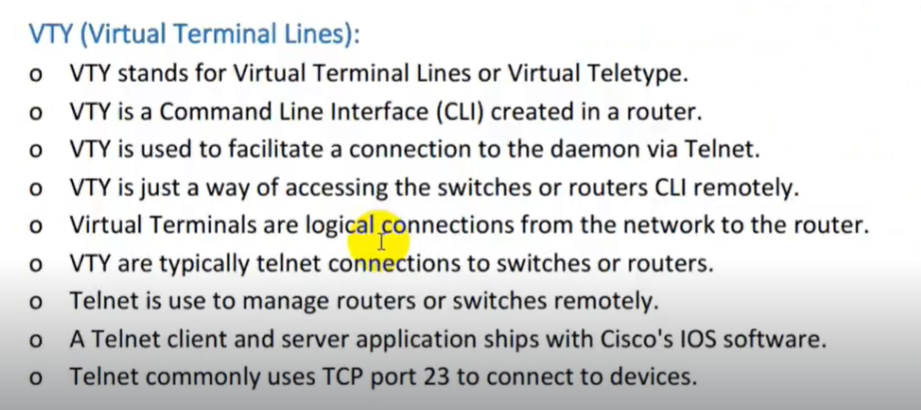 VTY (Virtual Terminal Lines):
o VTY stands for Virtual Terminal Lines or Virtual Teletype.
o VTY is a Command Line Interface (CLI) created in a router.
o VTY is used to facilitate a connection to the daemon via Telnet.
o VTY is just a way of accessing the switches or routers CLI remotely.
o Virtual Terminals are logical connections from the network to the router.
o VTY are typically telnet connections to switches or routers.
o Telnet is use to manage routers or switches remotely.
o A Telnet client and server application ships with Cisco's IOS software.
o Telnet commonly uses TCP port 23 to connect to devices.